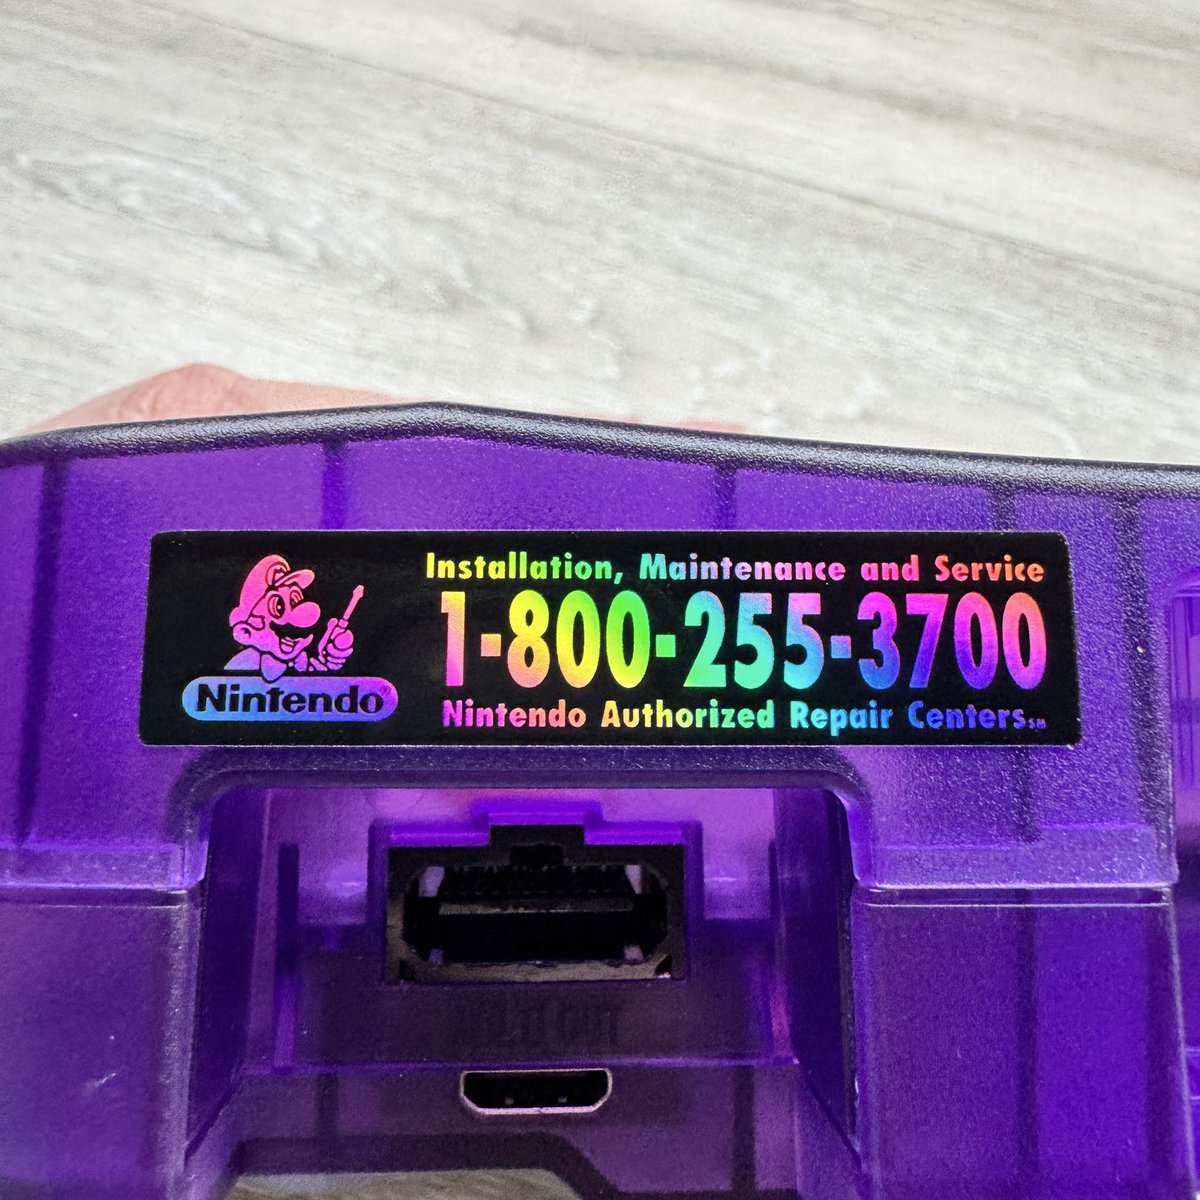 Installation, Maintenance and Service
1-800-255-3700
Nintendo Authorized Repair Centers SM
Nintendo®